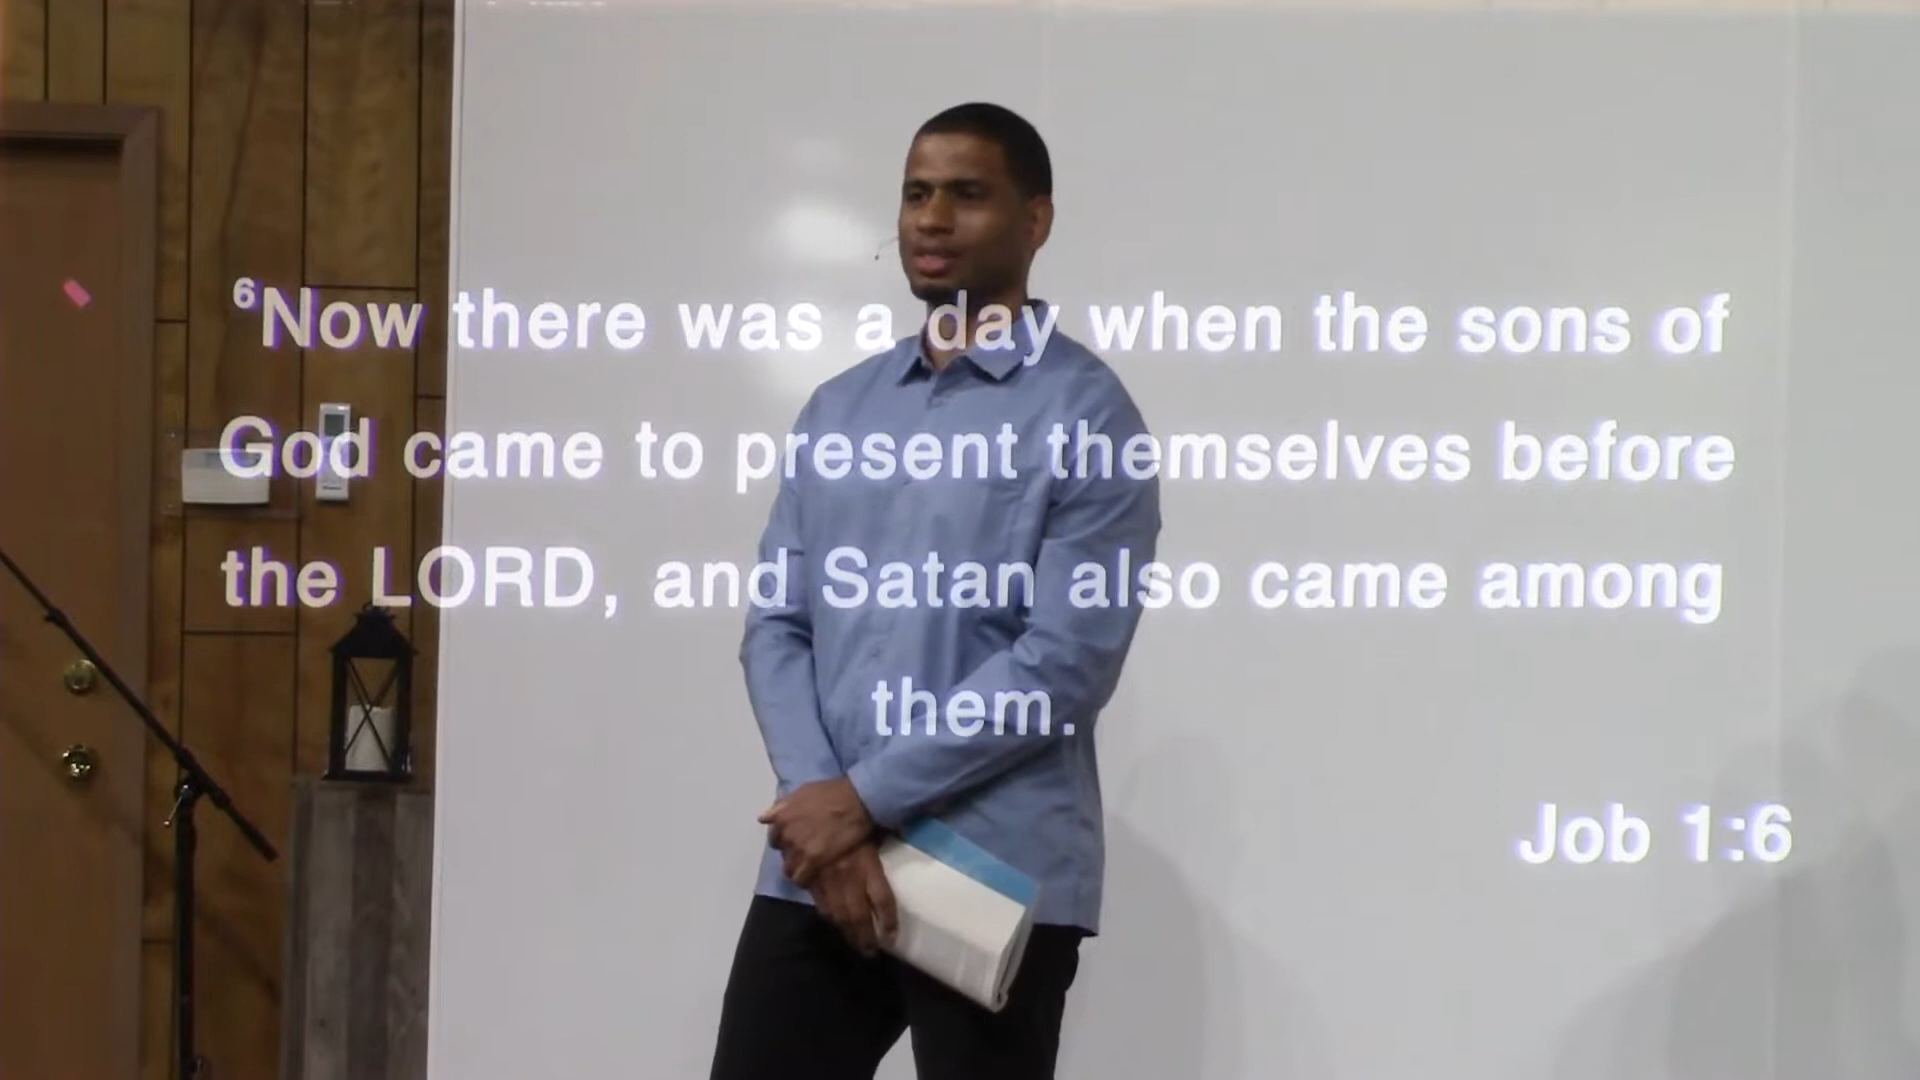 ⁶Now there was a day when the sons of
God came to present themselves before
the LORD, and Satan also came among
them.
Job 1:6